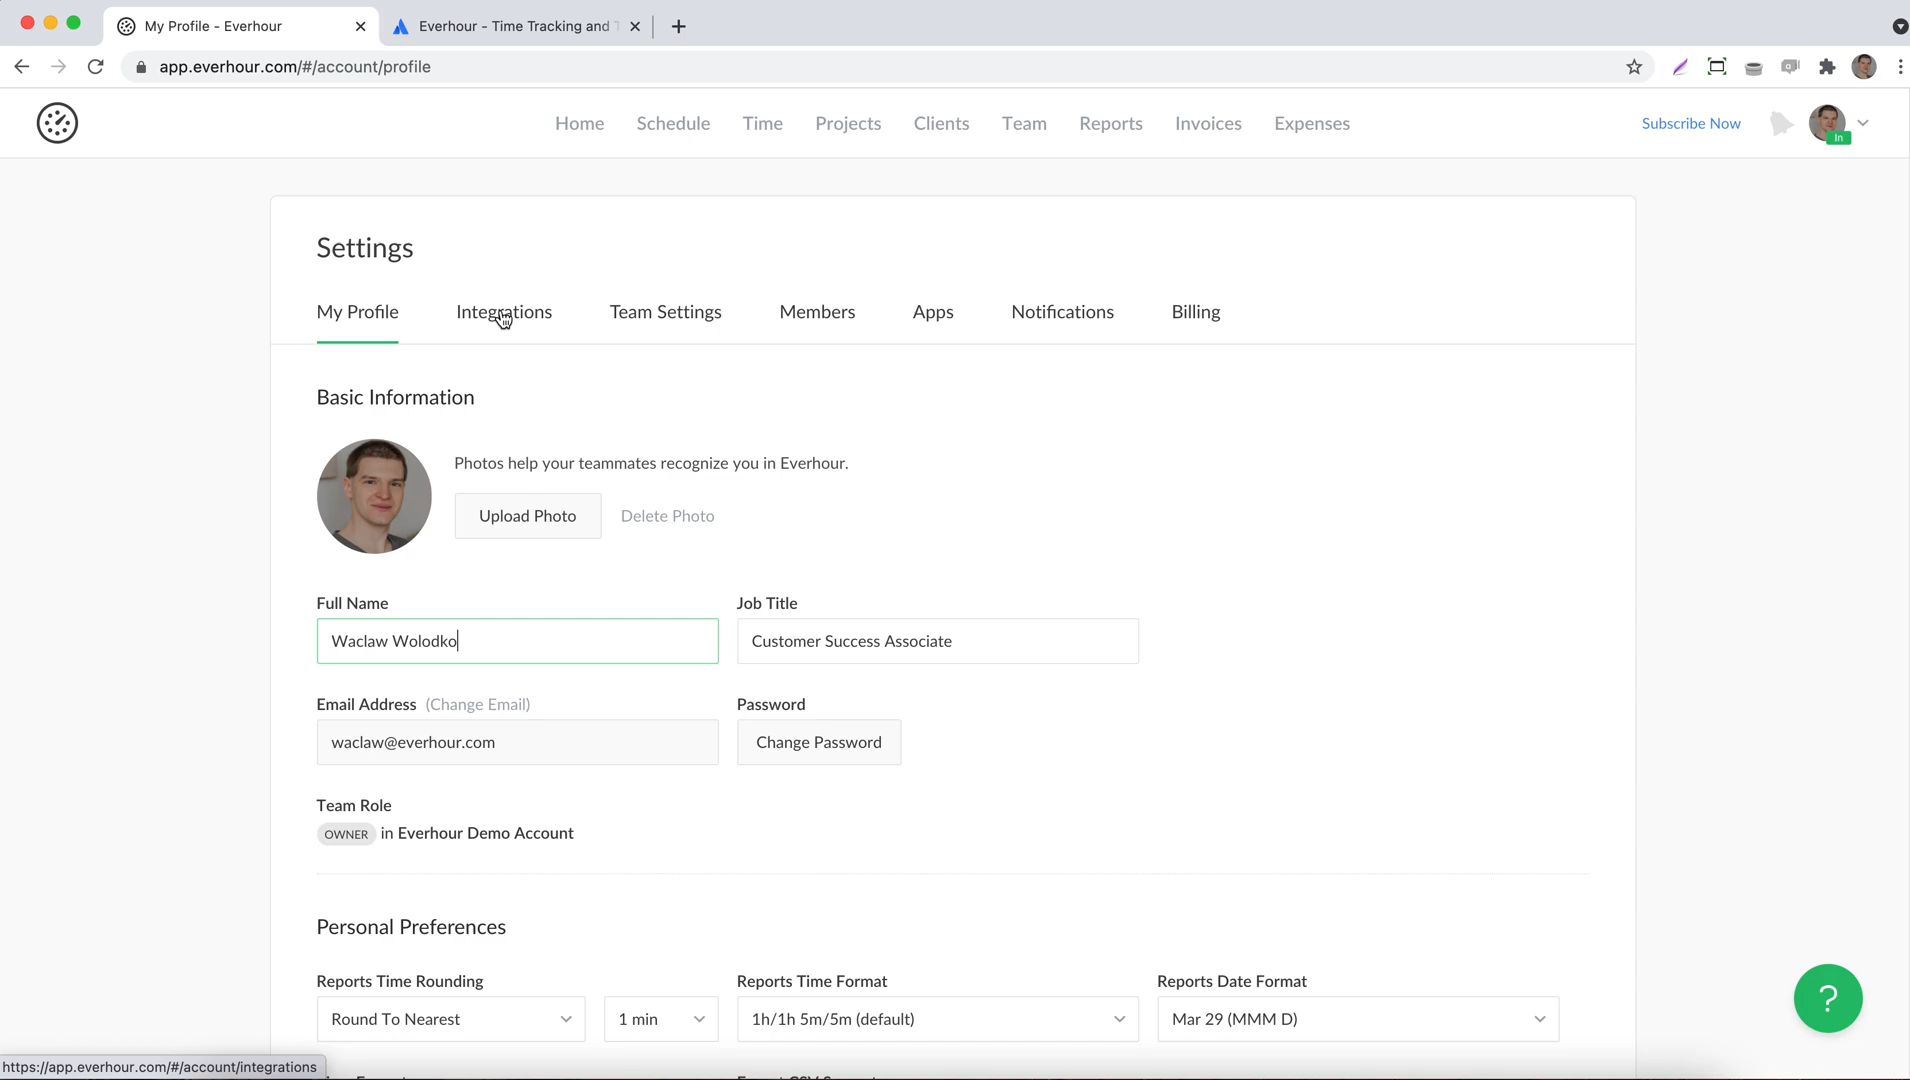 My Profile - Everhour
Everhour - Time Tracking and
app.everhour.com/#/account/profile
Home Schedule Time Projects Clients Team Reports Invoices Expenses
Subscribe Now
In
Settings
My Profile Integrations Team Settings Members Apps Notifications Billing
Basic Information
Photos help your teammates recognize you in Everhour.
Upload Photo Delete Photo
Full Name Job Title
Waclaw Wolodko Customer Success Associate
Email Address (Change Email) Password
waclaw@everhour.com Change Password
Team Role
OWNER in Everhour Demo Account
Personal Preferences
Reports Time Rounding Reports Time Format Reports Date Format
Round To Nearest 1 min 1h/1h 5m/5m (default) Mar 29 (MMM D)
?
https://app.everhour.com/#/account/integrations